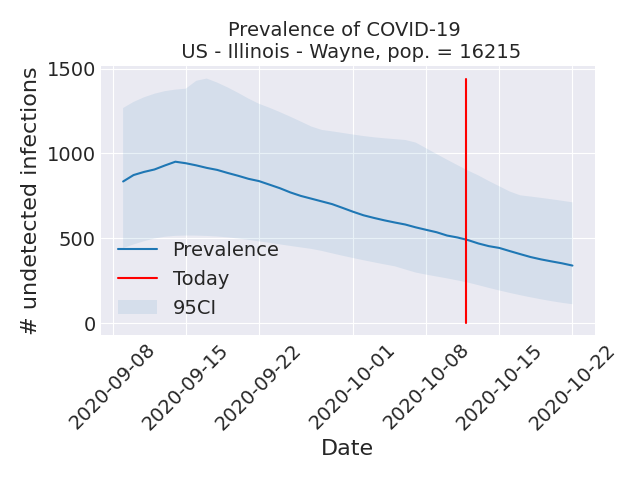 Prevalence of COVID-19
US - Illinois - Wayne, pop. = 16215
# undetected infections
1500
1000
500
0
Prevalence
Today
95CI
2020-09-08
2020-09-15
2020-09-22
2020-10-01
2020-10-08
2020-10-15
2020-10-22
Date